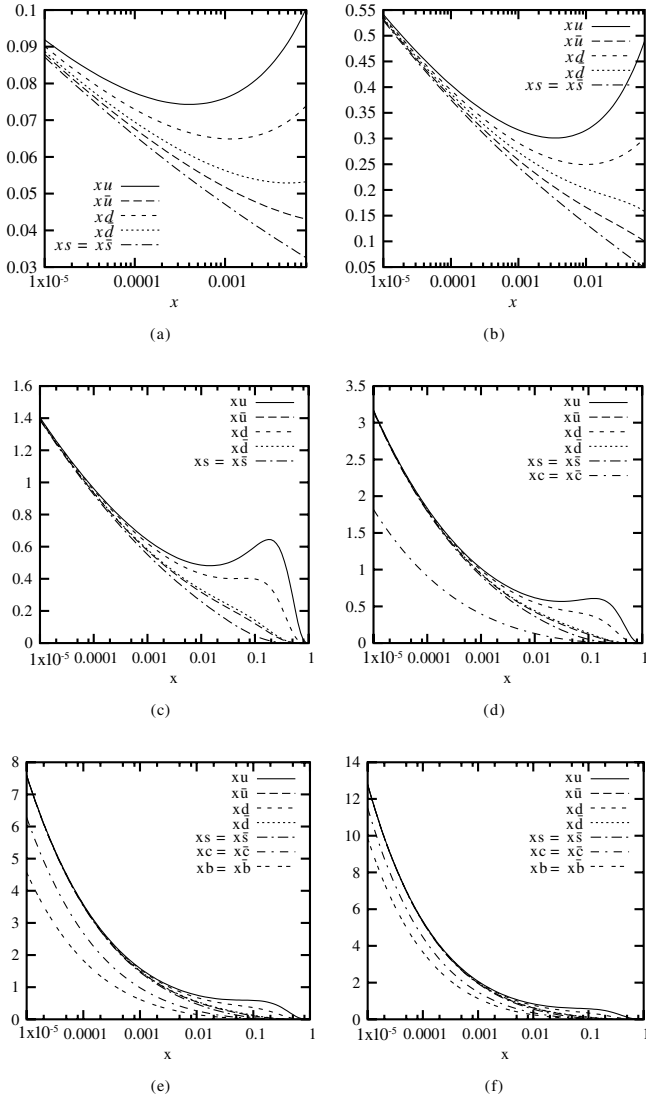 0.1
0.09
0.08
0.07
0.06
0.05
0.04
0.03
xu
xū
xd
xd̄
xs = xs̄
1x10⁻⁵ 0.0001 0.001
x
(a)
0.55
0.5
0.45
0.4
0.35
0.3
0.25
0.2
0.15
0.1
0.05
xu
xū
xd
xd̄
xs = xs̄
1x10⁻⁵ 0.0001 0.001 0.01
x
(b)
1.6
1.4
1.2
1
0.8
0.6
0.4
0.2
0
xu
xū
xd
xd̄
xs = xs̄
1x10⁻⁵ 0.0001 0.001 0.01 0.1 1
x
(c)
3.5
3
2.5
2
1.5
1
0.5
0
xu
xū
xd
xd̄
xs = xs̄
xc = xc̄
1x10⁻⁵ 0.0001 0.001 0.01 0.1 1
x
(d)
8
7
6
5
4
3
2
1
0
xu
xū
xd
xd̄
xs = xs̄
xc = xc̄
xb = xb̄
1x10⁻⁵ 0.0001 0.001 0.01 0.1 1
x
(e)
14
12
10
8
6
4
2
0
xu
xū
xd
xd̄
xs = xs̄
xc = xc̄
xb = xb̄
1x10⁻⁵ 0.0001 0.001 0.01 0.1 1
x
(f)